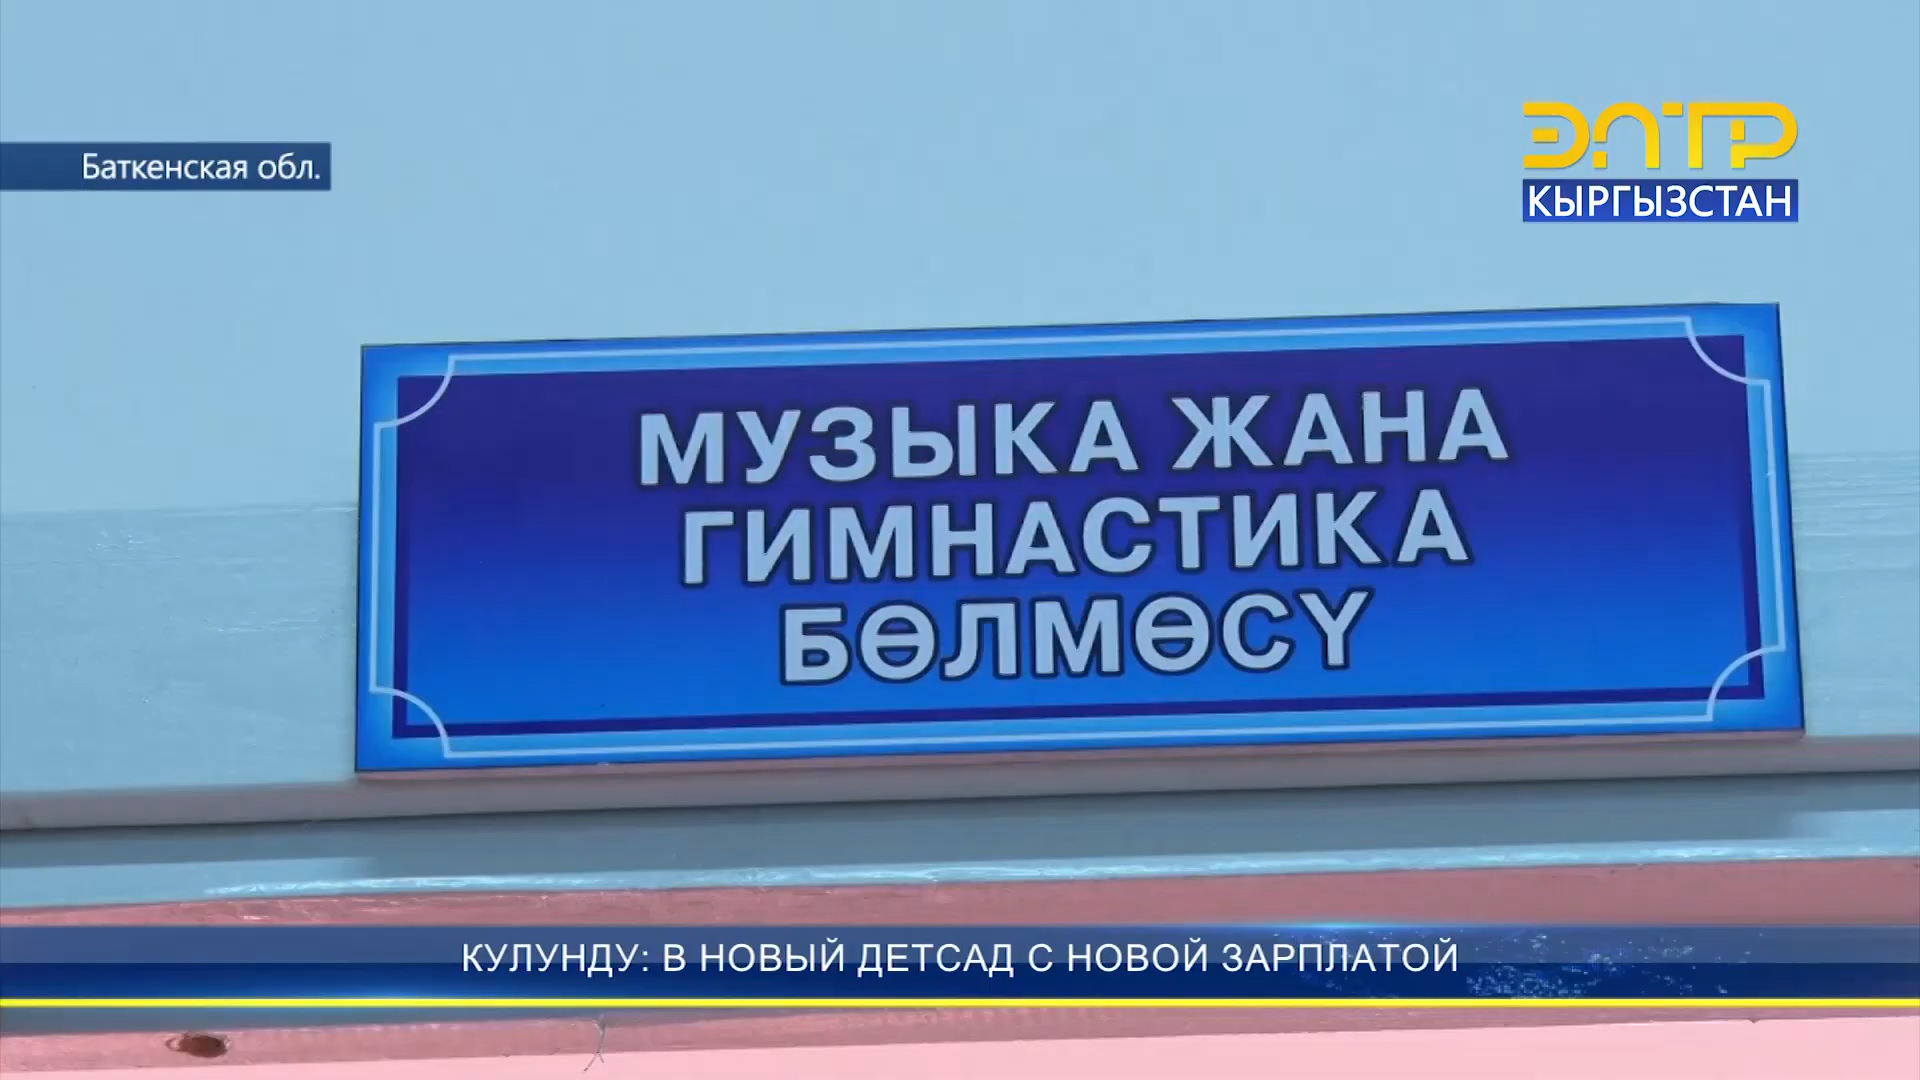 Баткенская обл.
ЭЛТР
КЫРГЫЗСТАН
МУЗЫКА ЖАНА
ГИМНАСТИКА
БӨЛМӨСҮ
КУЛУНДУ: В НОВЫЙ ДЕТСАД С НОВОЙ ЗАРПЛАТОЙ